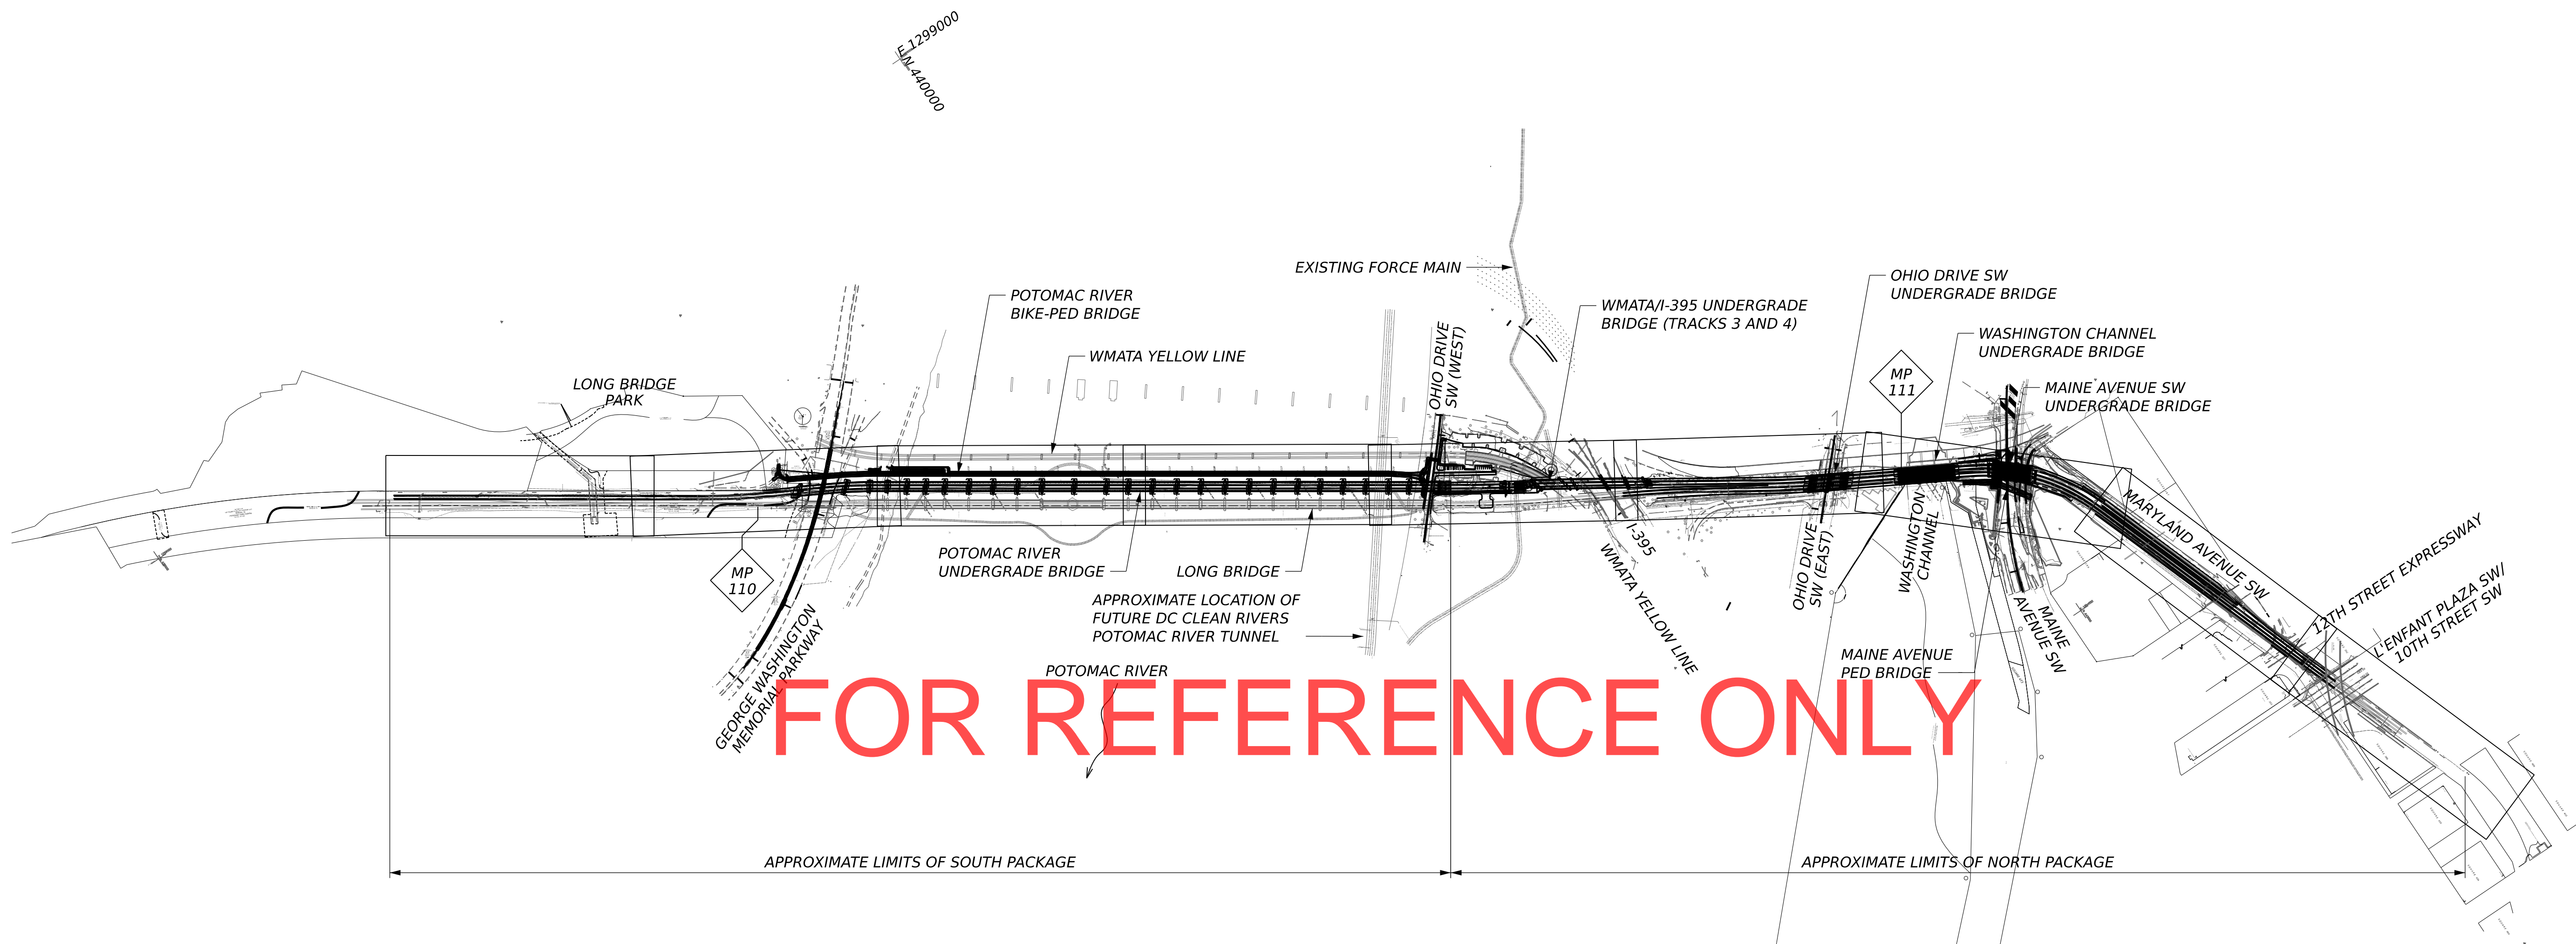 E 1299000
N 440000
EXISTING FORCE MAIN
OHIO DRIVE SW
UNDERGRADE BRIDGE
POTOMAC RIVER
BIKE-PED BRIDGE
WMATA/I-395 UNDERGRADE
BRIDGE (TRACKS 3 AND 4)
WASHINGTON CHANNEL
UNDERGRADE BRIDGE
WMATA YELLOW LINE
OHIO DRIVE
SW (WEST)
MP
111
LONG BRIDGE
PARK
MAINE AVENUE SW
UNDERGRADE BRIDGE
MARYLAND AVENUE SW
I-395
WASHINGTON
CHANNEL
OHIO DRIVE
SW (EAST)
POTOMAC RIVER
UNDERGRADE BRIDGE
LONG BRIDGE
WMATA YELLOW LINE
MP
110
12TH STREET EXPRESSWAY
L'ENFANT PLAZA SW/
10TH STREET SW
APPROXIMATE LOCATION OF
FUTURE DC CLEAN RIVERS
POTOMAC RIVER TUNNEL
MAINE
AVENUE SW
GEORGE WASHINGTON
MEMORIAL PARKWAY
MAINE AVENUE
PED BRIDGE
POTOMAC RIVER
FOR REFERENCE ONLY
APPROXIMATE LIMITS OF SOUTH PACKAGE
APPROXIMATE LIMITS OF NORTH PACKAGE